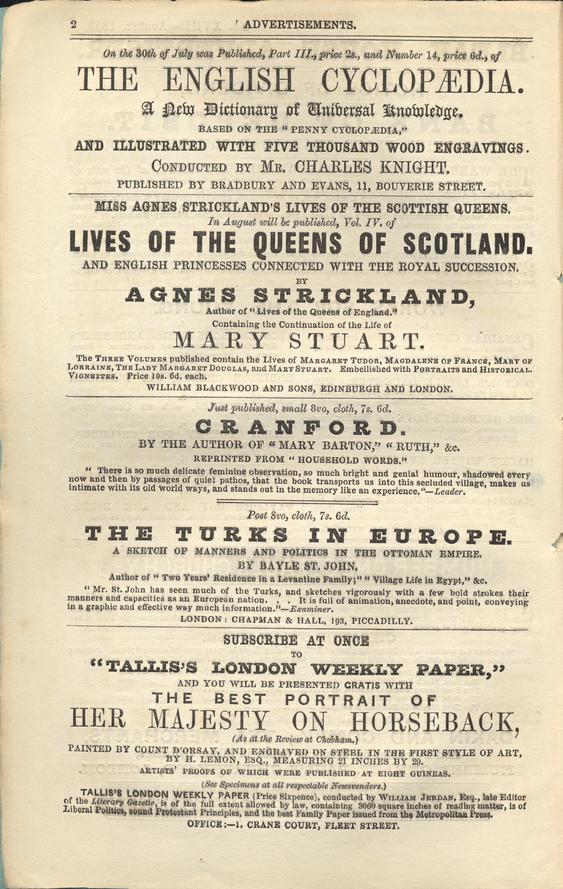 2 ADVERTISEMENTS.
On the 30th of July was Published, Part III., price 2s., and Number 14, price 6d., of
THE ENGLISH CYCLOPÆDIA.
A New Dictionary of Universal Knowledge.
BASED ON THE "PENNY CYCLOPÆDIA,"
AND ILLUSTRATED WITH FIVE THOUSAND WOOD ENGRAVINGS.
CONDUCTED BY MR. CHARLES KNIGHT.
PUBLISHED BY BRADBURY AND EVANS, 11, BOUVERIE STREET.
MISS AGNES STRICKLAND'S LIVES OF THE SCOTTISH QUEENS.
In August will be published, Vol. IV. of
LIVES OF THE QUEENS OF SCOTLAND.
AND ENGLISH PRINCESSES CONNECTED WITH THE ROYAL SUCCESSION.
BY
AGNES STRICKLAND,
Author of "Lives of the Queens of England."
Containing the Continuation of the Life of
MARY STUART.
The THREE VOLUMES published contain the Lives of MARGARET TUDOR, MAGDALENE OF FRANCE, MARY OF
LORRAINE, THE LADY MARGARET DOUGLAS, and MARY STUART. Embellished with PORTRAITS and HISTORICAL
VIGNETTES. Price 10s. 6d. each.
WILLIAM BLACKWOOD AND SONS, EDINBURGH AND LONDON.
Just published, small 8vo, cloth, 7s. 6d.
CRANFORD.
BY THE AUTHOR OF "MARY BARTON," "RUTH," &c.
REPRINTED FROM "HOUSEHOLD WORDS."
"There is so much delicate feminine observation, so much bright and genial humour, shadowed every
now and then by passages of quiet pathos, that the book transports us into this secluded village, makes us
intimate with its old world ways, and stands out in the memory like an experience."—Leader.
Post 8vo, cloth, 7s. 6d.
THE TURKS IN EUROPE.
A SKETCH OF MANNERS AND POLITICS IN THE OTTOMAN EMPIRE.
BY BAYLE ST. JOHN,
Author of "Two Years' Residence in a Levantine Family;" "Village Life in Egypt," &c.
"Mr. St. John has seen much of the Turks, and sketches vigorously with a few bold strokes their
manners and capacities as an European nation. . . It is full of animation, anecdote, and point, conveying
in a graphic and effective way much information."—Examiner.
LONDON: CHAPMAN & HALL, 193, PICCADILLY.
SUBSCRIBE AT ONCE
TO
"TALLIS'S LONDON WEEKLY PAPER,"
AND YOU WILL BE PRESENTED GRATIS WITH
THE BEST PORTRAIT OF
HER MAJESTY ON HORSEBACK,
(As at the Review at Chobham.)
PAINTED BY COUNT D'ORSAY, AND ENGRAVED ON STEEL IN THE FIRST STYLE OF ART,
BY H. LEMON, ESQ., MEASURING 21 INCHES BY 29.
ARTISTS' PROOFS OF WHICH WERE PUBLISHED AT EIGHT GUINEAS.
(See Specimens at all respectable Newsvenders.)
TALLIS'S LONDON WEEKLY PAPER (Price Sixpence), conducted by WILLIAM JERDAN, Esq., late Editor
of the Literary Gazette, is of the full extent allowed by law, containing 3060 square inches of reading matter, is of
Liberal Politics, sound Protestant Principles, and the best Family Paper issued from the Metropolitan Press.
OFFICE:—1, CRANE COURT, FLEET STREET.